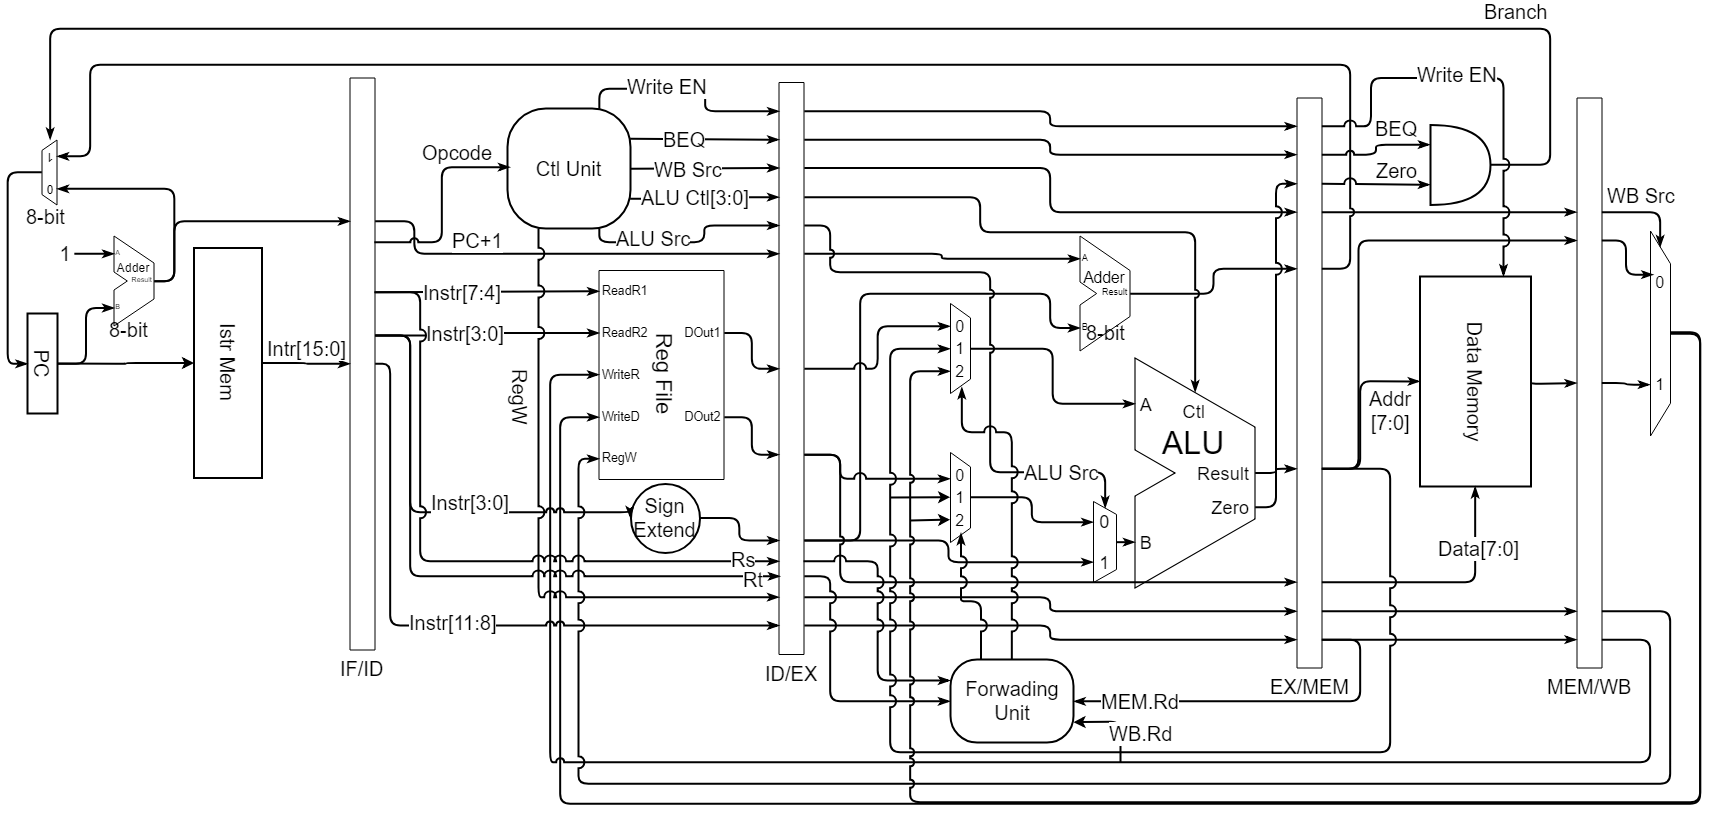 Branch
Write EN
Write EN
BEQ
BEQ
Zero
Opcode
Ctl Unit
WB Src
ALU Ctl[3:0]
ALU Src
PC+1
WB Src
1
0
8-bit
1
A
Adder
Result
B
8-bit
PC
Istr Mem
Intr[15:0]
Instr[7:4]
Instr[3:0]
RegW
ReadR1
ReadR2
WriteR
WriteD
RegW
Reg File
DOut1
DOut2
Instr[3:0]
Sign
Extend
Rs
Rt
Instr[11:8]
A
Adder
Result
B
8-bit
0
1
2
0
1
2
ALU Src
0
1
A
B
Ctl
ALU
Result
Zero
Addr
[7:0]
Data Memory
Data[7:0]
0
1
IF/ID
ID/EX
EX/MEM
MEM/WB
Forwading
Unit
MEM.Rd
WB.Rd